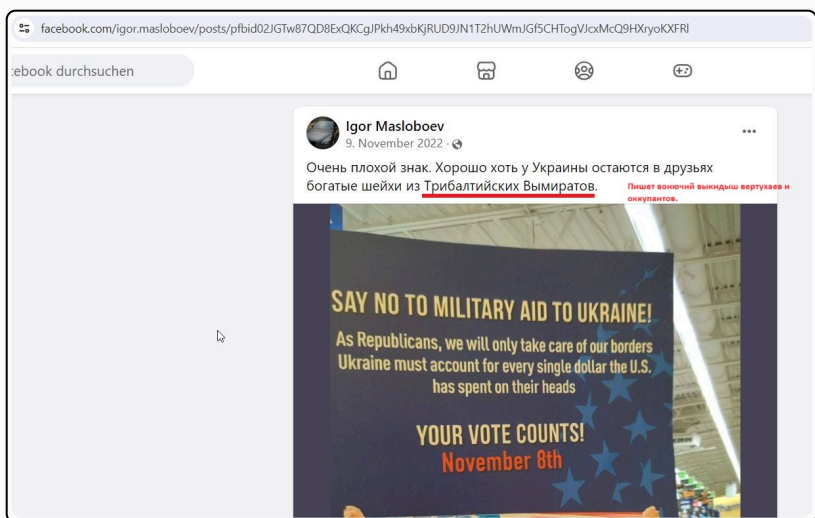 facebook.com/igor.masloboev/posts/pfbid02JGTw87QD8ExQKCgJPkh49xbKjRUD9JN1T2hUWmJGf5CHTogVJcxMcQ9HXryoKXFRl
cebook durchsuchen
Igor Masloboev
9. November 2022 ·
Очень плохой знак. Хорошо хоть у Украины остаются в друзьях
богатые шейхи из Трибалтийских Вымиратов.
Пишет вонючий выкидыш вертухаев и
оккупантов.
SAY NO TO MILITARY AID TO UKRAINE!
As Republicans, we will only take care of our borders
Ukraine must account for every single dollar the U.S.
has spent on their heads
YOUR VOTE COUNTS!
November 8th